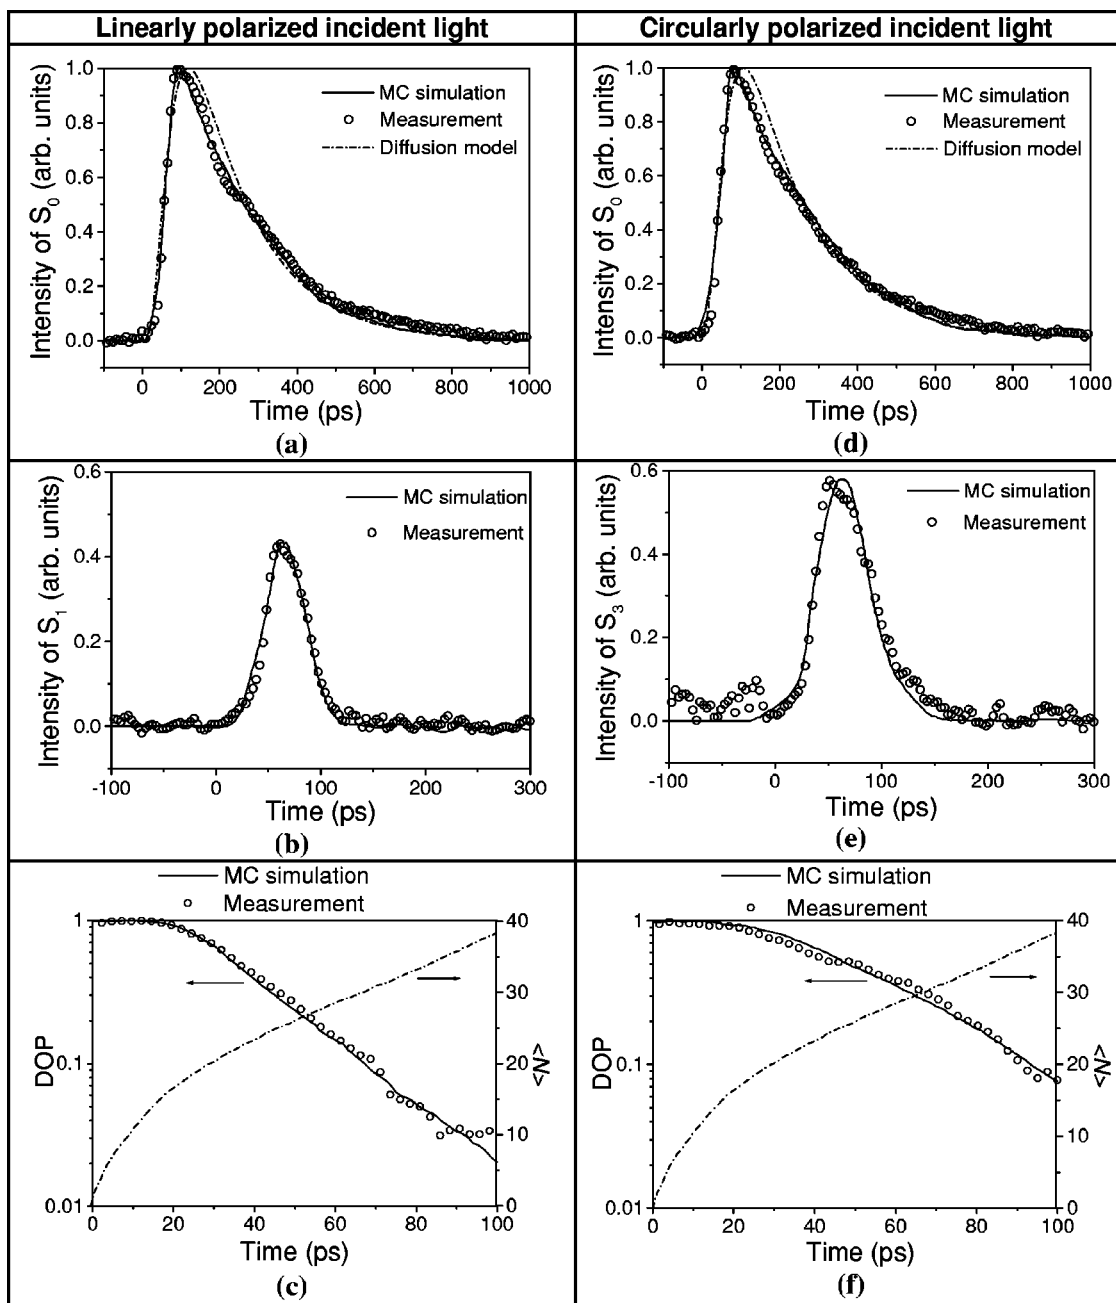 Linearly polarized incident light
Circularly polarized incident light
Intensity of S0 (arb. units)
1.0
0.8
0.6
0.4
0.2
0.0
MC simulation
Measurement
Diffusion model
0 200 400 600 800 1000
Time (ps)
(a)
Intensity of S0 (arb. units)
1.0
0.8
0.6
0.4
0.2
0.0
MC simulation
Measurement
Diffusion model
0 200 400 600 800 1000
Time (ps)
(d)
Intensity of S1 (arb. units)
0.6
0.4
0.2
0.0
MC simulation
Measurement
-100 0 100 200 300
Time (ps)
(b)
Intensity of S3 (arb. units)
0.6
0.4
0.2
0.0
MC simulation
Measurement
-100 0 100 200 300
Time (ps)
(e)
MC simulation
Measurement
DOP
1
0.1
0.01
40
30
20
10
0
<N>
0 20 40 60 80 100
Time (ps)
(c)
MC simulation
Measurement
DOP
1
0.1
0.01
40
30
20
10
0
<N>
0 20 40 60 80 100
Time (ps)
(f)